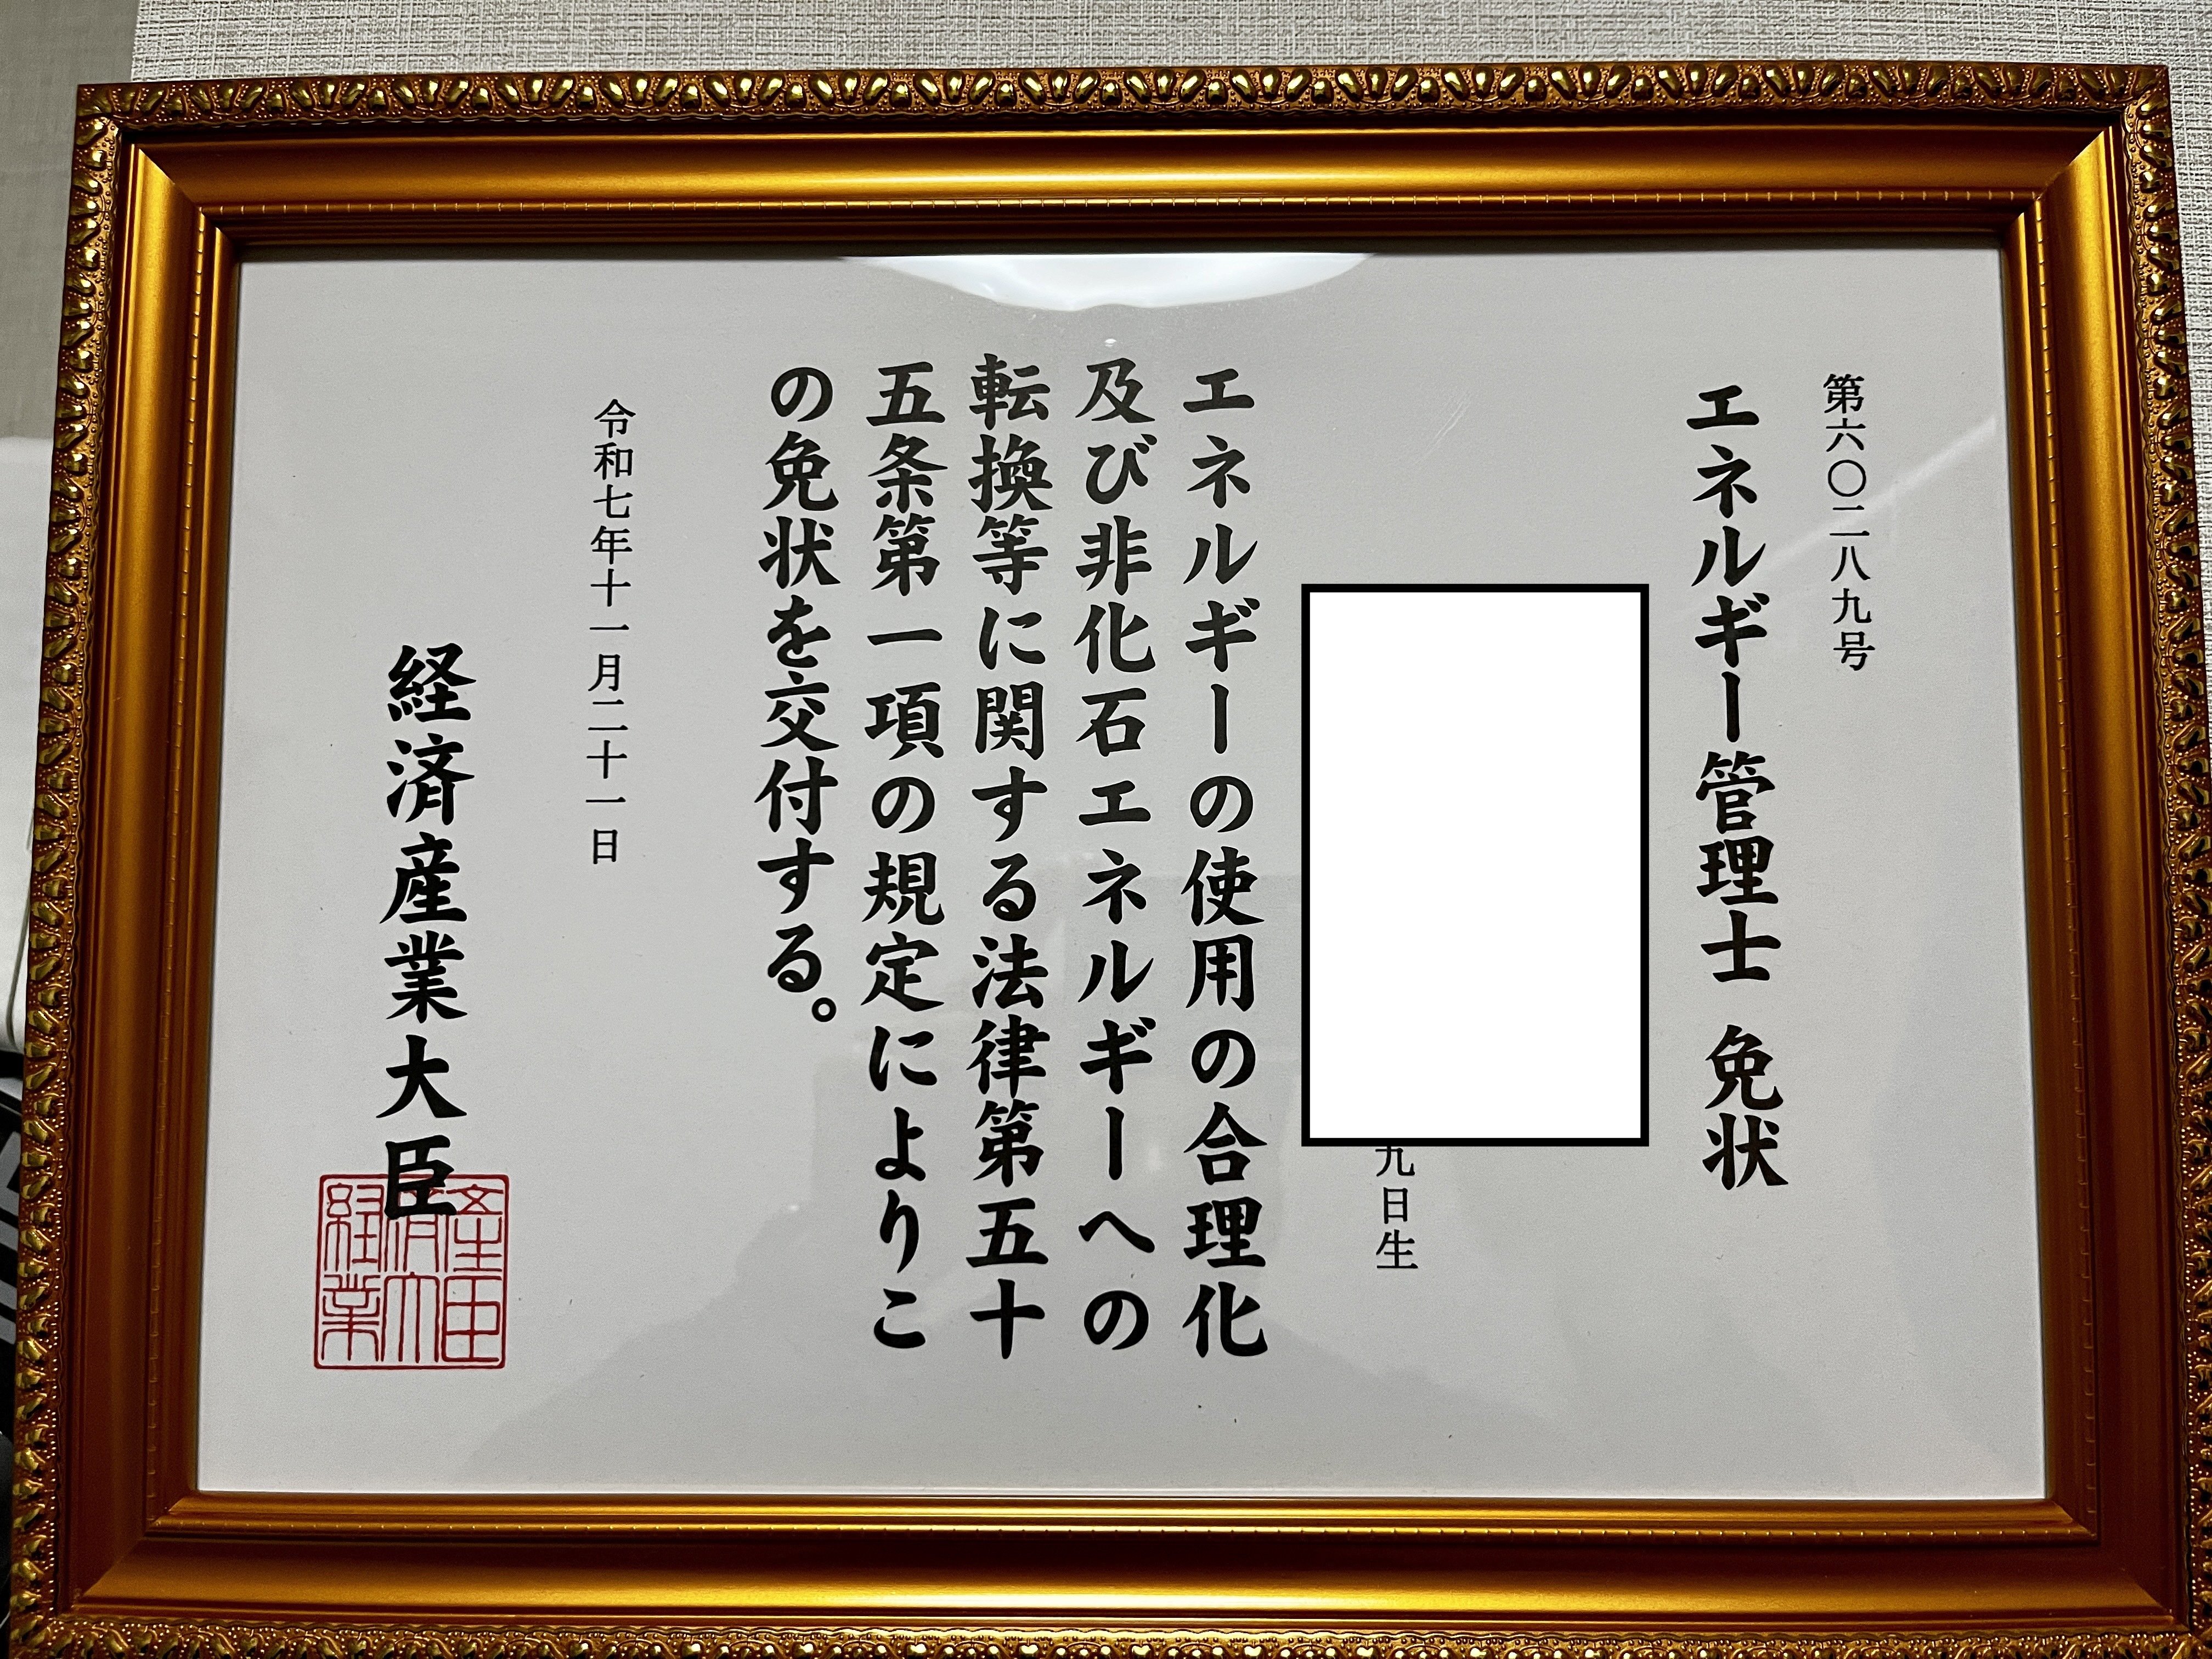 第六〇二八九号
エネルギー管理士 免状
九日生
エネルギーの使用の合理化
及び非化石エネルギーへの
転換等に関する法律第五十
五条第一項の規定によりこ
の免状を交付する。
令和七年十一月二十一日
経済産業大臣